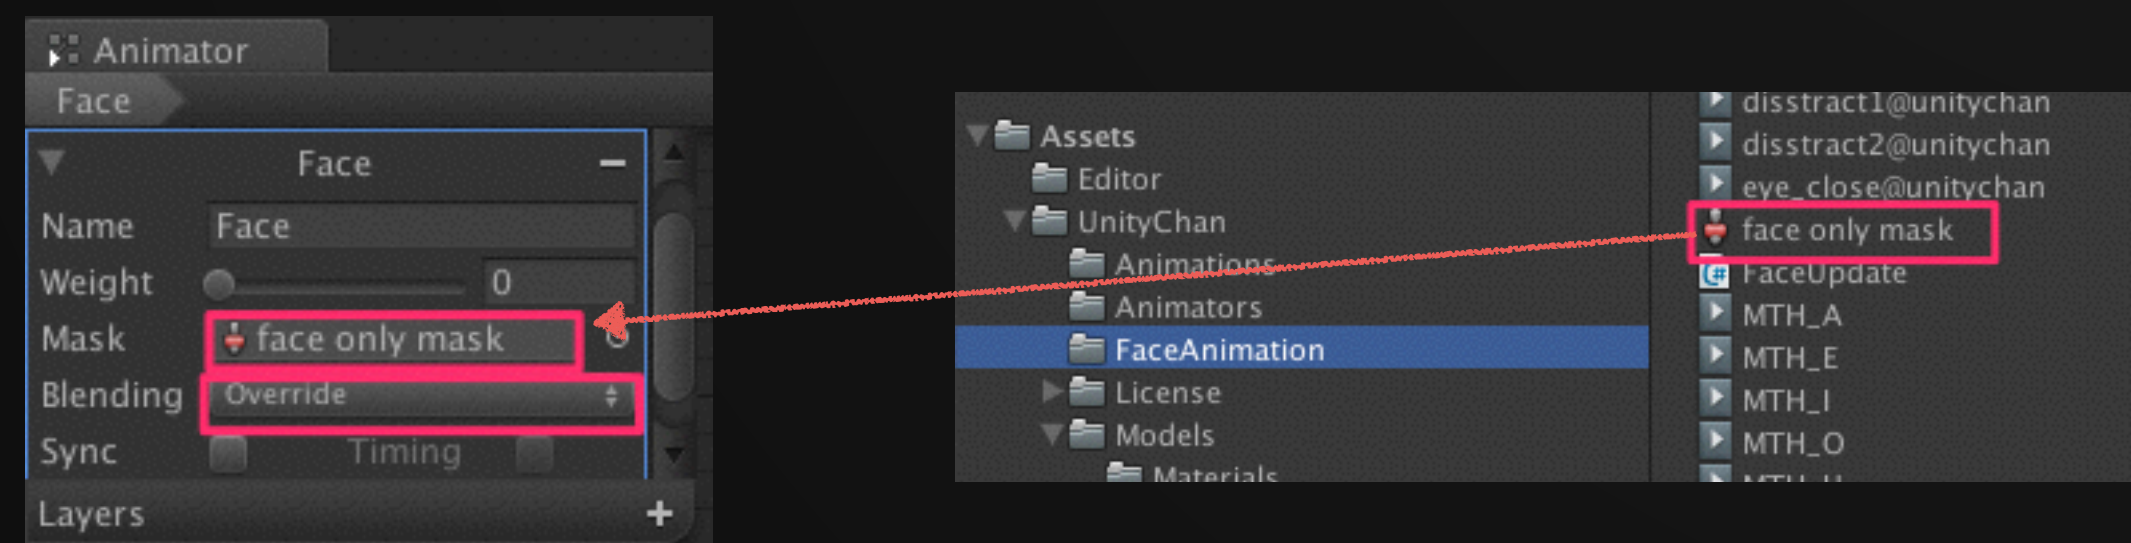 Animator
Face
Face
Name Face
Weight 0
Mask face only mask
Blending Override
Sync Timing
Layers
Assets
Editor
UnityChan
Animations
Animators
FaceAnimation
License
Models
Materials
disstract1@unitychan
disstract2@unitychan
eye_close@unitychan
face only mask
FaceUpdate
MTH_A
MTH_E
MTH_I
MTH_O